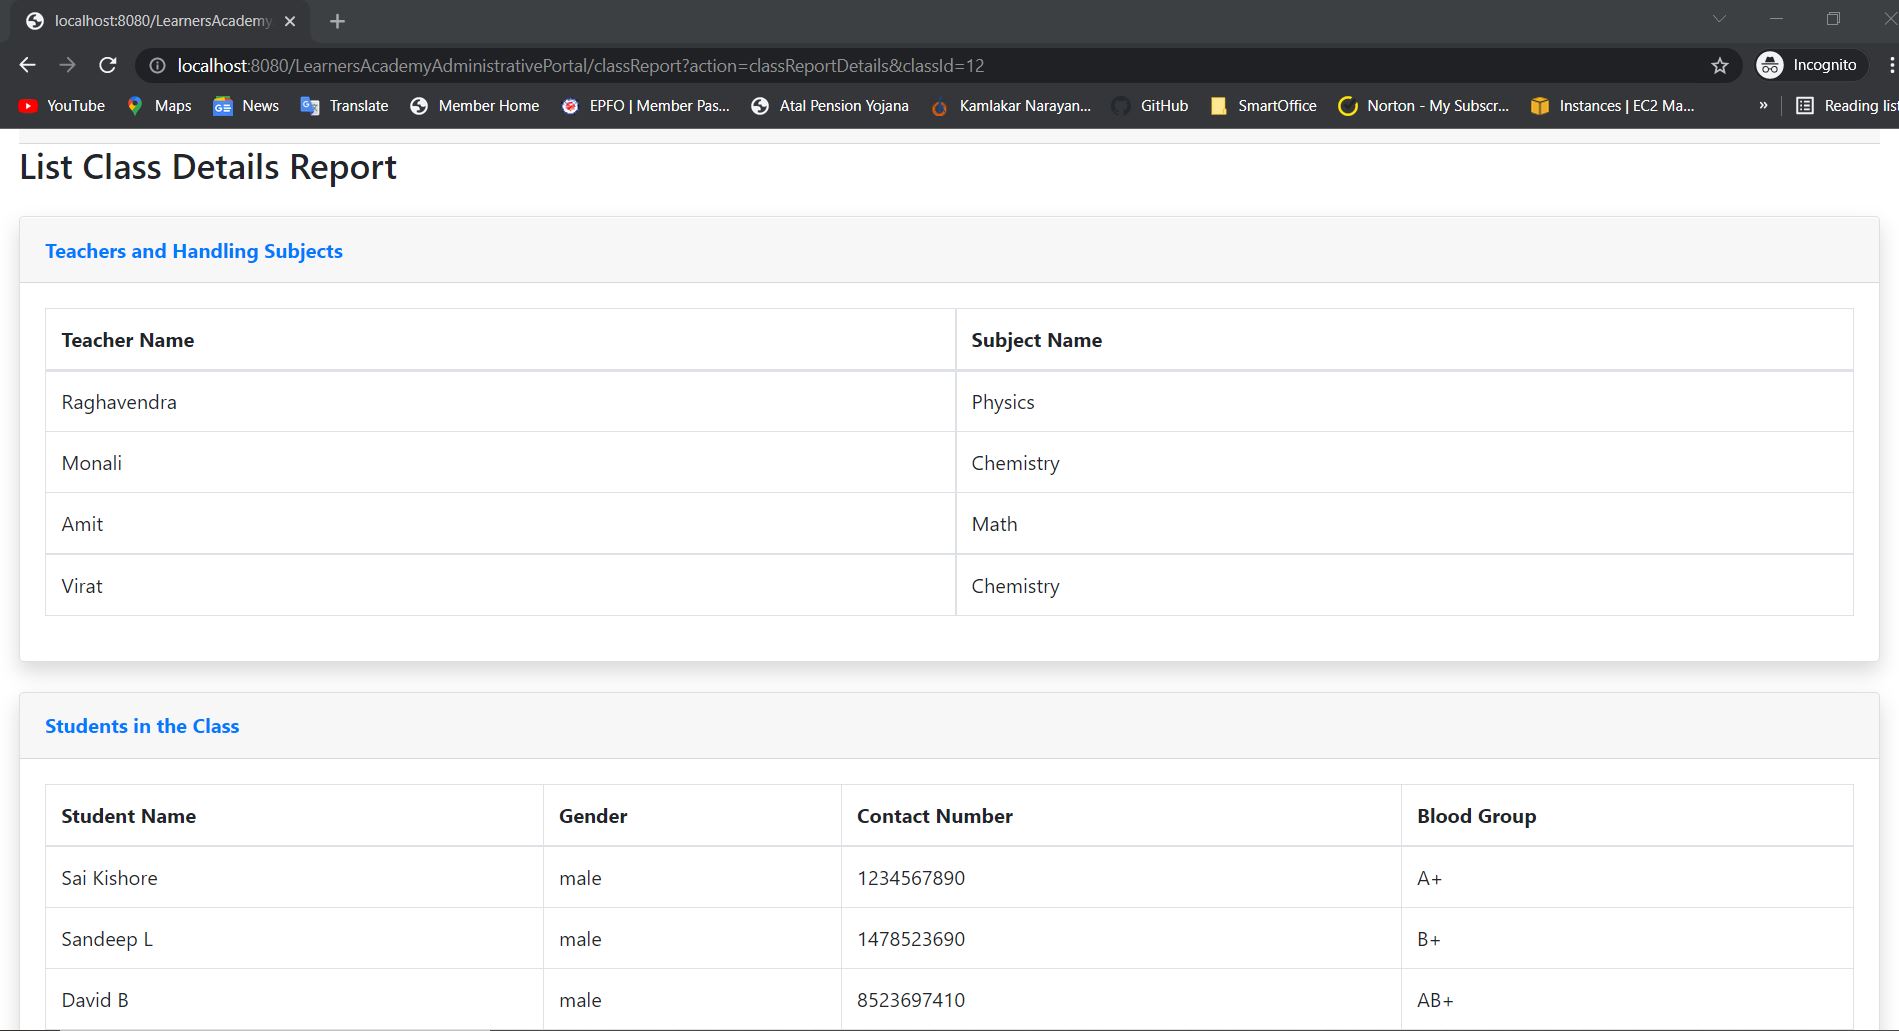 localhost:8080/LearnersAcademy
localhost:8080/LearnersAcademyAdministrativePortal/classReport?action=classReportDetails&classId=12 Incognito
YouTube Maps News Translate Member Home EPFO | Member Pas... Atal Pension Yojana Kamlakar Narayan... GitHub SmartOffice Norton - My Subscr... Instances | EC2 Ma... » Reading list
List Class Details Report
Teachers and Handling Subjects
Teacher Name Subject Name
Raghavendra Physics
Monali Chemistry
Amit Math
Virat Chemistry
Students in the Class
Student Name Gender Contact Number Blood Group
Sai Kishore male 1234567890 A+
Sandeep L male 1478523690 B+
David B male 8523697410 AB+